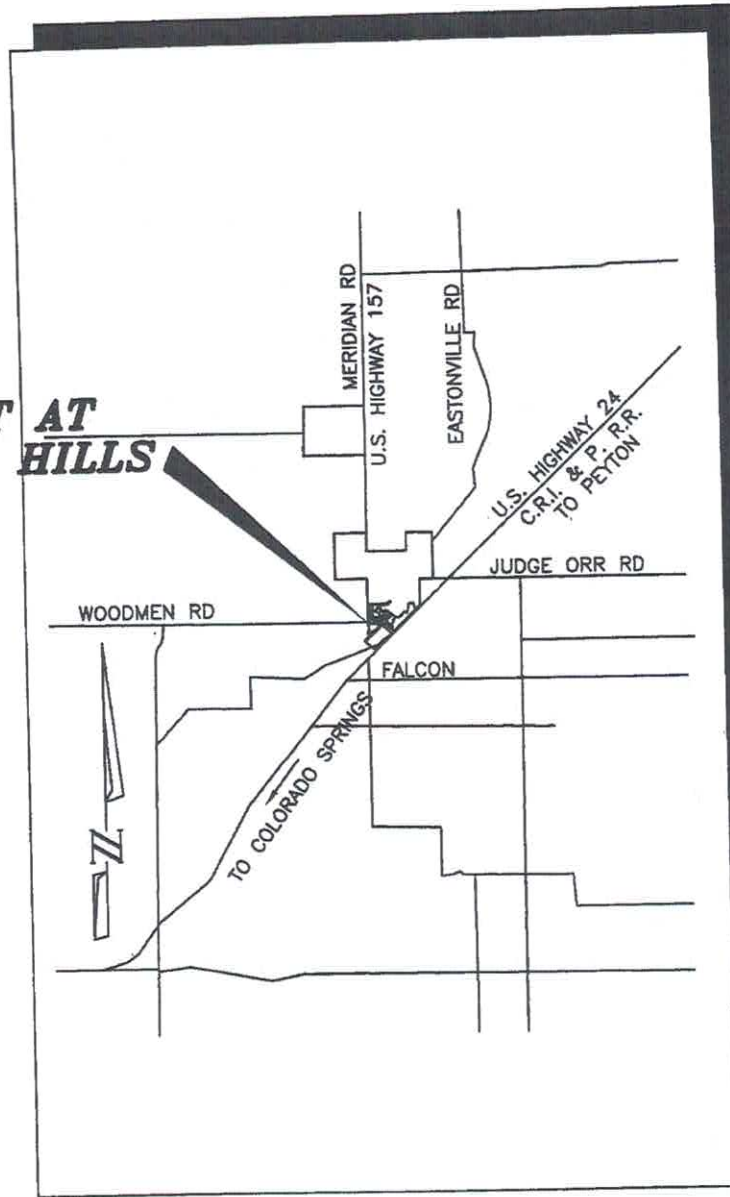 AT
HILLS
MERIDIAN RD
U.S. HIGHWAY 157
EASTONVILLE RD
U.S. HIGHWAY 24
C.R.I. & P. R.R.
TO PEYTON
JUDGE ORR RD
WOODMEN RD
FALCON
TO COLORADO SPRINGS
N